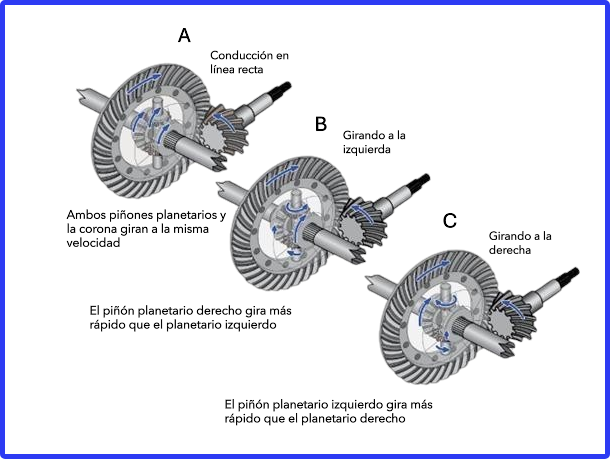 A
Conducción en
línea recta
Ambos piñones planetarios y
la corona giran a la misma
velocidad
B
Girando a la
izquierda
El piñón planetario derecho gira más
rápido que el planetario izquierdo
C
Girando a la
derecha
El piñón planetario izquierdo gira más
rápido que el planetario derecho